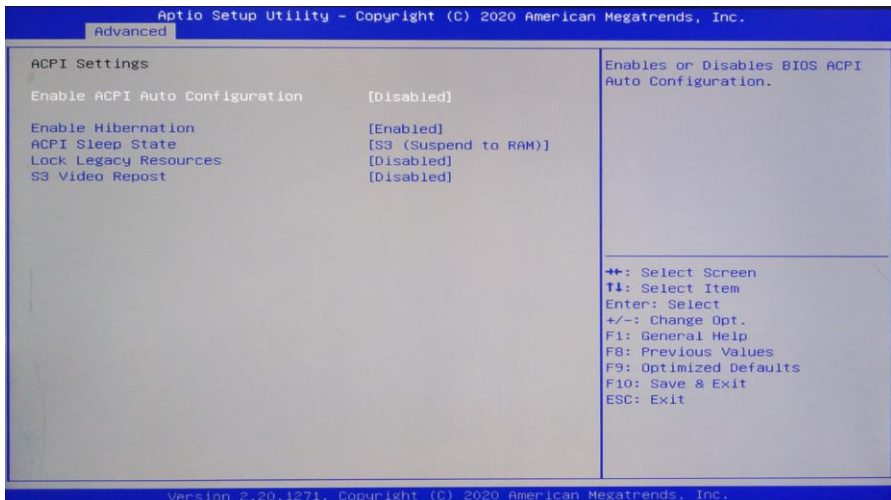 Aptio Setup Utility – Copyright (C) 2020 American Megatrends, Inc.
Advanced
ACPI Settings
Enable ACPI Auto Configuration [Disabled]
Enable Hibernation [Enabled]
ACPI Sleep State [S3 (Suspend to RAM)]
Lock Legacy Resources [Disabled]
S3 Video Repost [Disabled]
Enables or Disables BIOS ACPI
Auto Configuration.
→←: Select Screen
↑↓: Select Item
Enter: Select
+/-: Change Opt.
F1: General Help
F8: Previous Values
F9: Optimized Defaults
F10: Save & Exit
ESC: Exit
Version 2.20.1271. Copyright (C) 2020 American Megatrends, Inc.